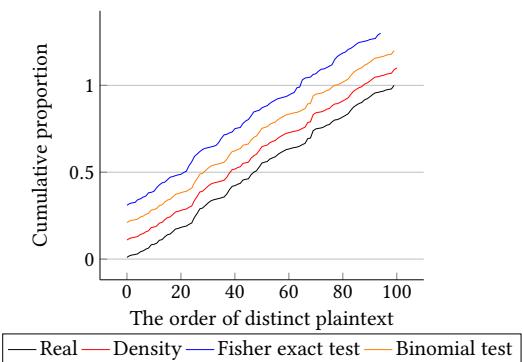 Cumulative proportion
1
0.5
0
0 20 40 60 80 100
The order of distinct plaintext
Real Density Fisher exact test Binomial test